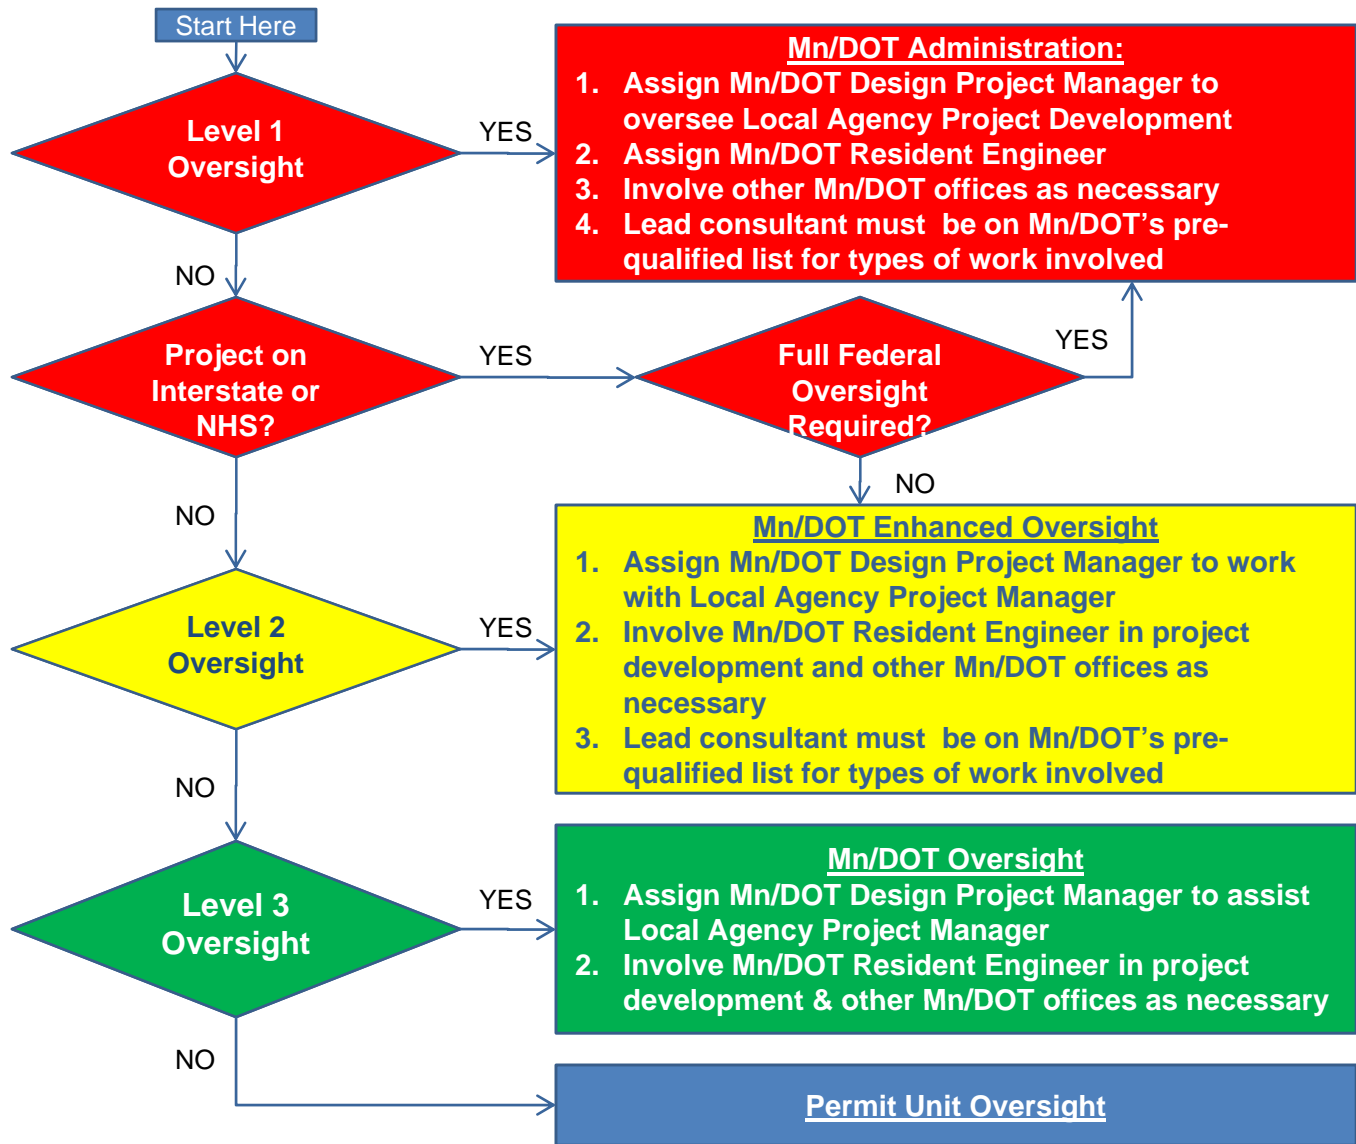 Start Here
Level 1
Oversight
YES
Mn/DOT Administration:
1. Assign Mn/DOT Design Project Manager to
oversee Local Agency Project Development
2. Assign Mn/DOT Resident Engineer
3. Involve other Mn/DOT offices as necessary
4. Lead consultant must be on Mn/DOT’s pre-
qualified list for types of work involved
NO
Project on
Interstate or
NHS?
YES
Full Federal
Oversight
Required?
YES
NO
NO
Mn/DOT Enhanced Oversight
1. Assign Mn/DOT Design Project Manager to work
with Local Agency Project Manager
2. Involve Mn/DOT Resident Engineer in project
development and other Mn/DOT offices as
necessary
3. Lead consultant must be on Mn/DOT’s pre-
qualified list for types of work involved
Level 2
Oversight
YES
NO
Level 3
Oversight
YES
Mn/DOT Oversight
1. Assign Mn/DOT Design Project Manager to assist
Local Agency Project Manager
2. Involve Mn/DOT Resident Engineer in project
development & other Mn/DOT offices as necessary
NO
Permit Unit Oversight